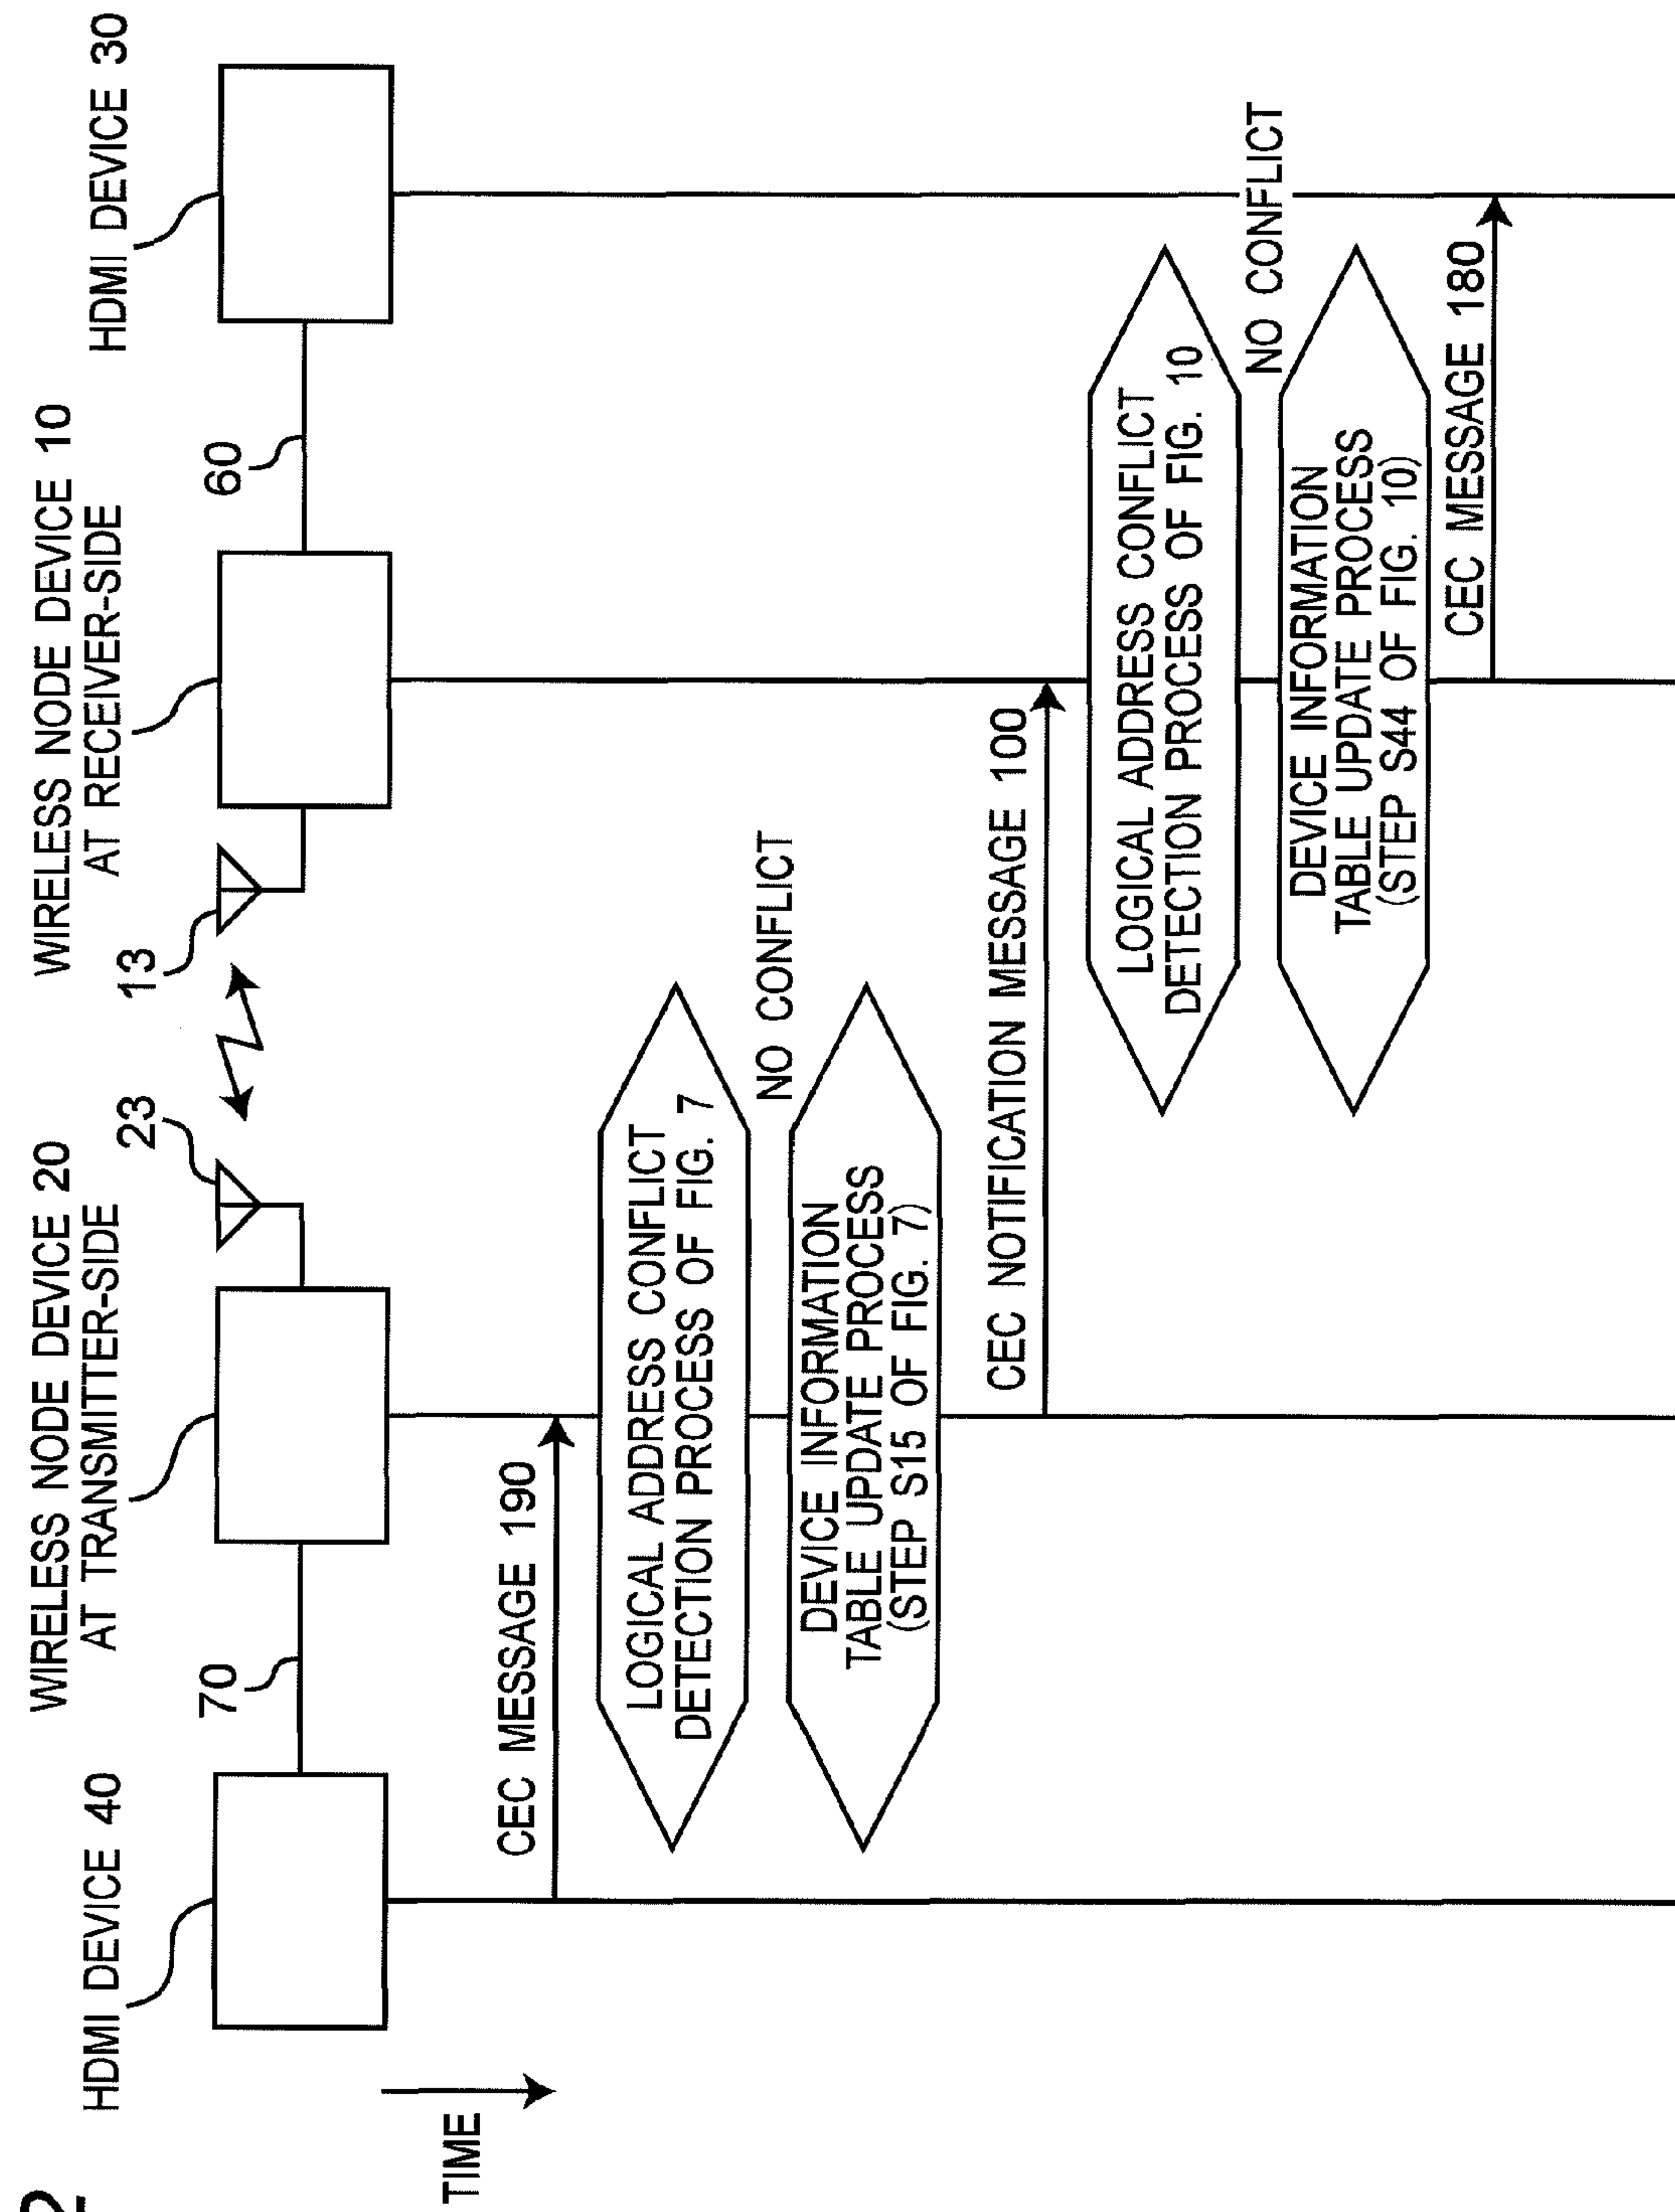 2
HDMI DEVICE 40
WIRELESS NODE DEVICE 20
AT TRANSMITTER-SIDE
WIRELESS NODE DEVICE 10
AT RECEIVER-SIDE
HDMI DEVICE 30
70
23
13
60
TIME
CEC MESSAGE 190
LOGICAL ADDRESS CONFLICT
DETECTION PROCESS OF FIG. 7
NO CONFLICT
DEVICE INFORMATION
TABLE UPDATE PROCESS
(STEP S15 OF FIG. 7)
CEC NOTIFICATION MESSAGE 100
LOGICAL ADDRESS CONFLICT
DETECTION PROCESS OF FIG. 10
NO CONFLICT
DEVICE INFORMATION
TABLE UPDATE PROCESS
(STEP S44 OF FIG. 10)
CEC MESSAGE 180